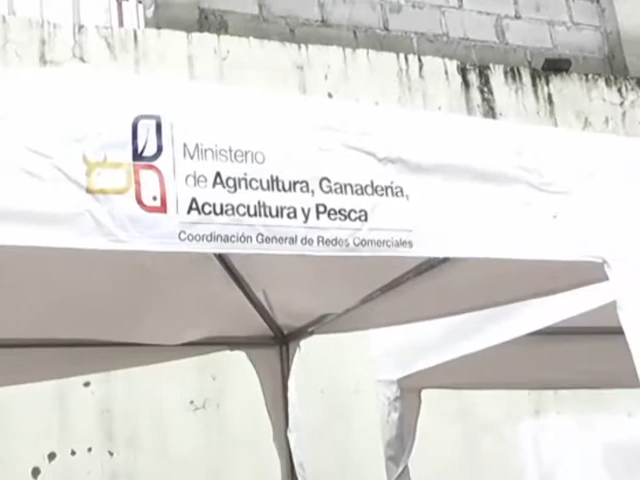 Ministerio
de Agricultura, Ganadería,
Acuacultura y Pesca
Coordinación General de Redes Comerciales